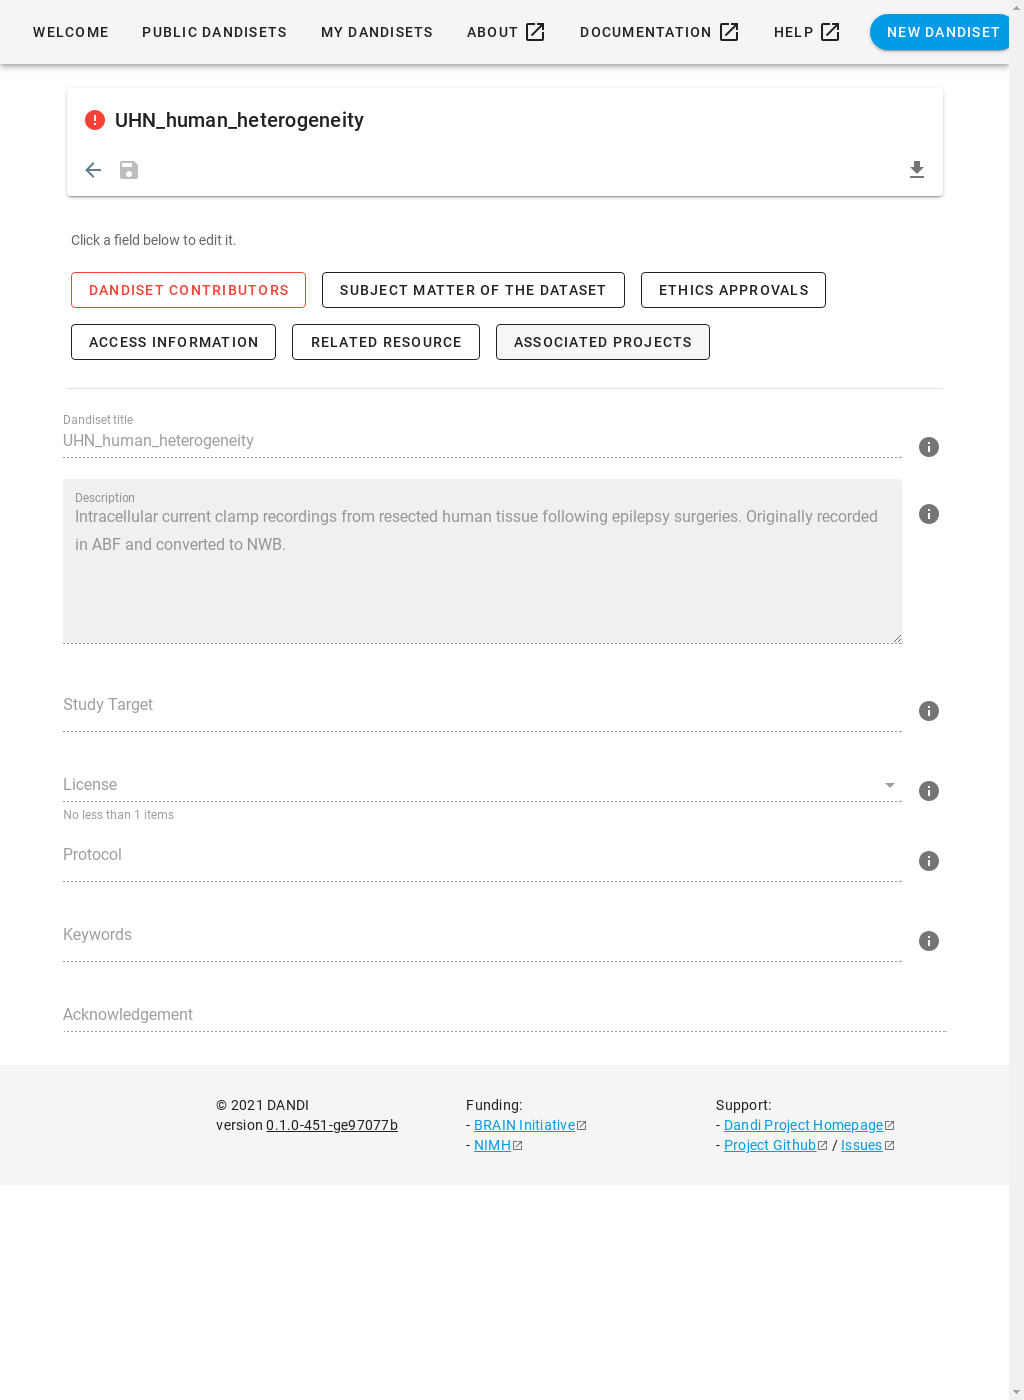 WELCOME PUBLIC DANDISETS MY DANDISETS ABOUT DOCUMENTATION HELP NEW DANDISET
UHN_human_heterogeneity
Click a field below to edit it.
DANDISET CONTRIBUTORS SUBJECT MATTER OF THE DATASET ETHICS APPROVALS
ACCESS INFORMATION RELATED RESOURCE ASSOCIATED PROJECTS
Dandiset title
UHN_human_heterogeneity
Description
Intracellular current clamp recordings from resected human tissue following epilepsy surgeries. Originally recorded
in ABF and converted to NWB.
Study Target
License
No less than 1 items
Protocol
Keywords
Acknowledgement
© 2021 DANDI
version 0.1.0-451-ge97077b
Funding:
- BRAIN Initiative
- NIMH
Support:
- Dandi Project Homepage
- Project Github / Issues